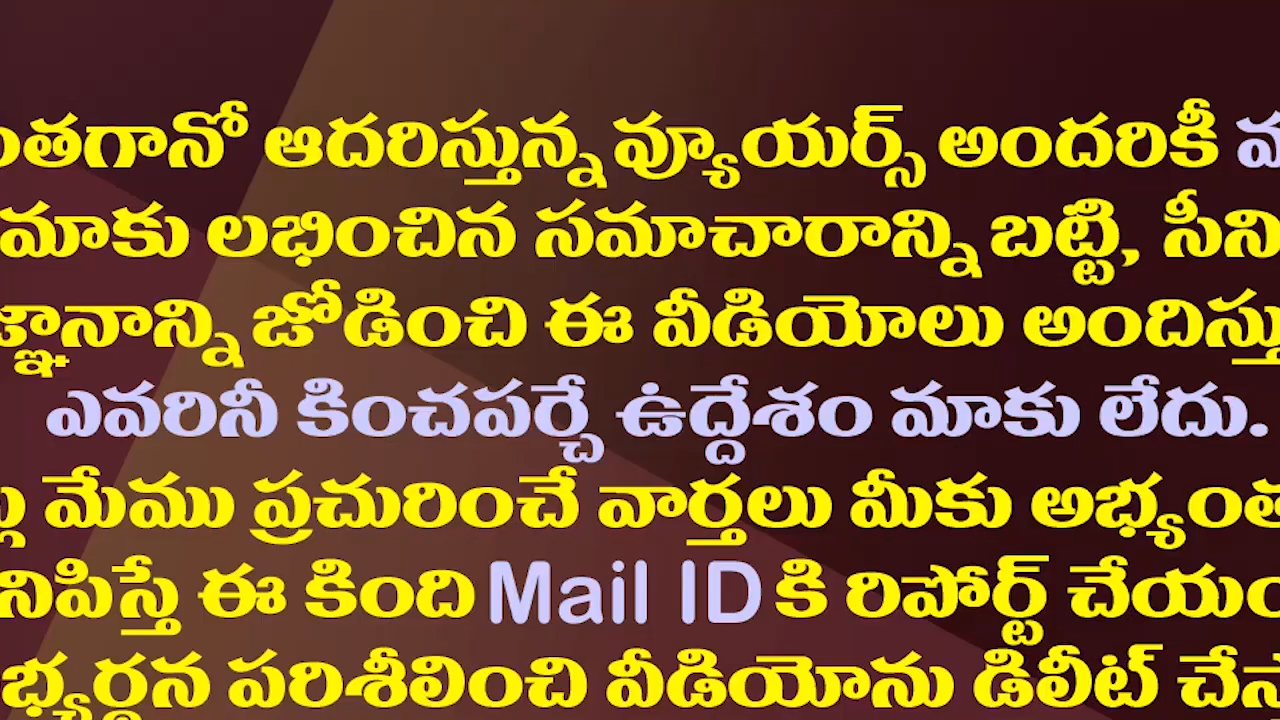 ంతగానో ఆదరిస్తున్న వ్యూయర్స్ అందరికీ
మాకు లభించిన సమాచారాన్ని బట్టి, సీని
జ్ఞానాన్ని జోడించి ఈ వీడియోలు అందిస్తు
ఎవరినీ కించపర్చే ఉద్దేశం మాకు లేదు.
మేము ప్రచురించే వార్తలు మీకు అభ్యంత
నిపిస్తే ఈ కింది Mail ID కి రిపోర్ట్ చేయం
భ్యర్థన పరిశీలించి వీడియోను డిలీట్ చేస